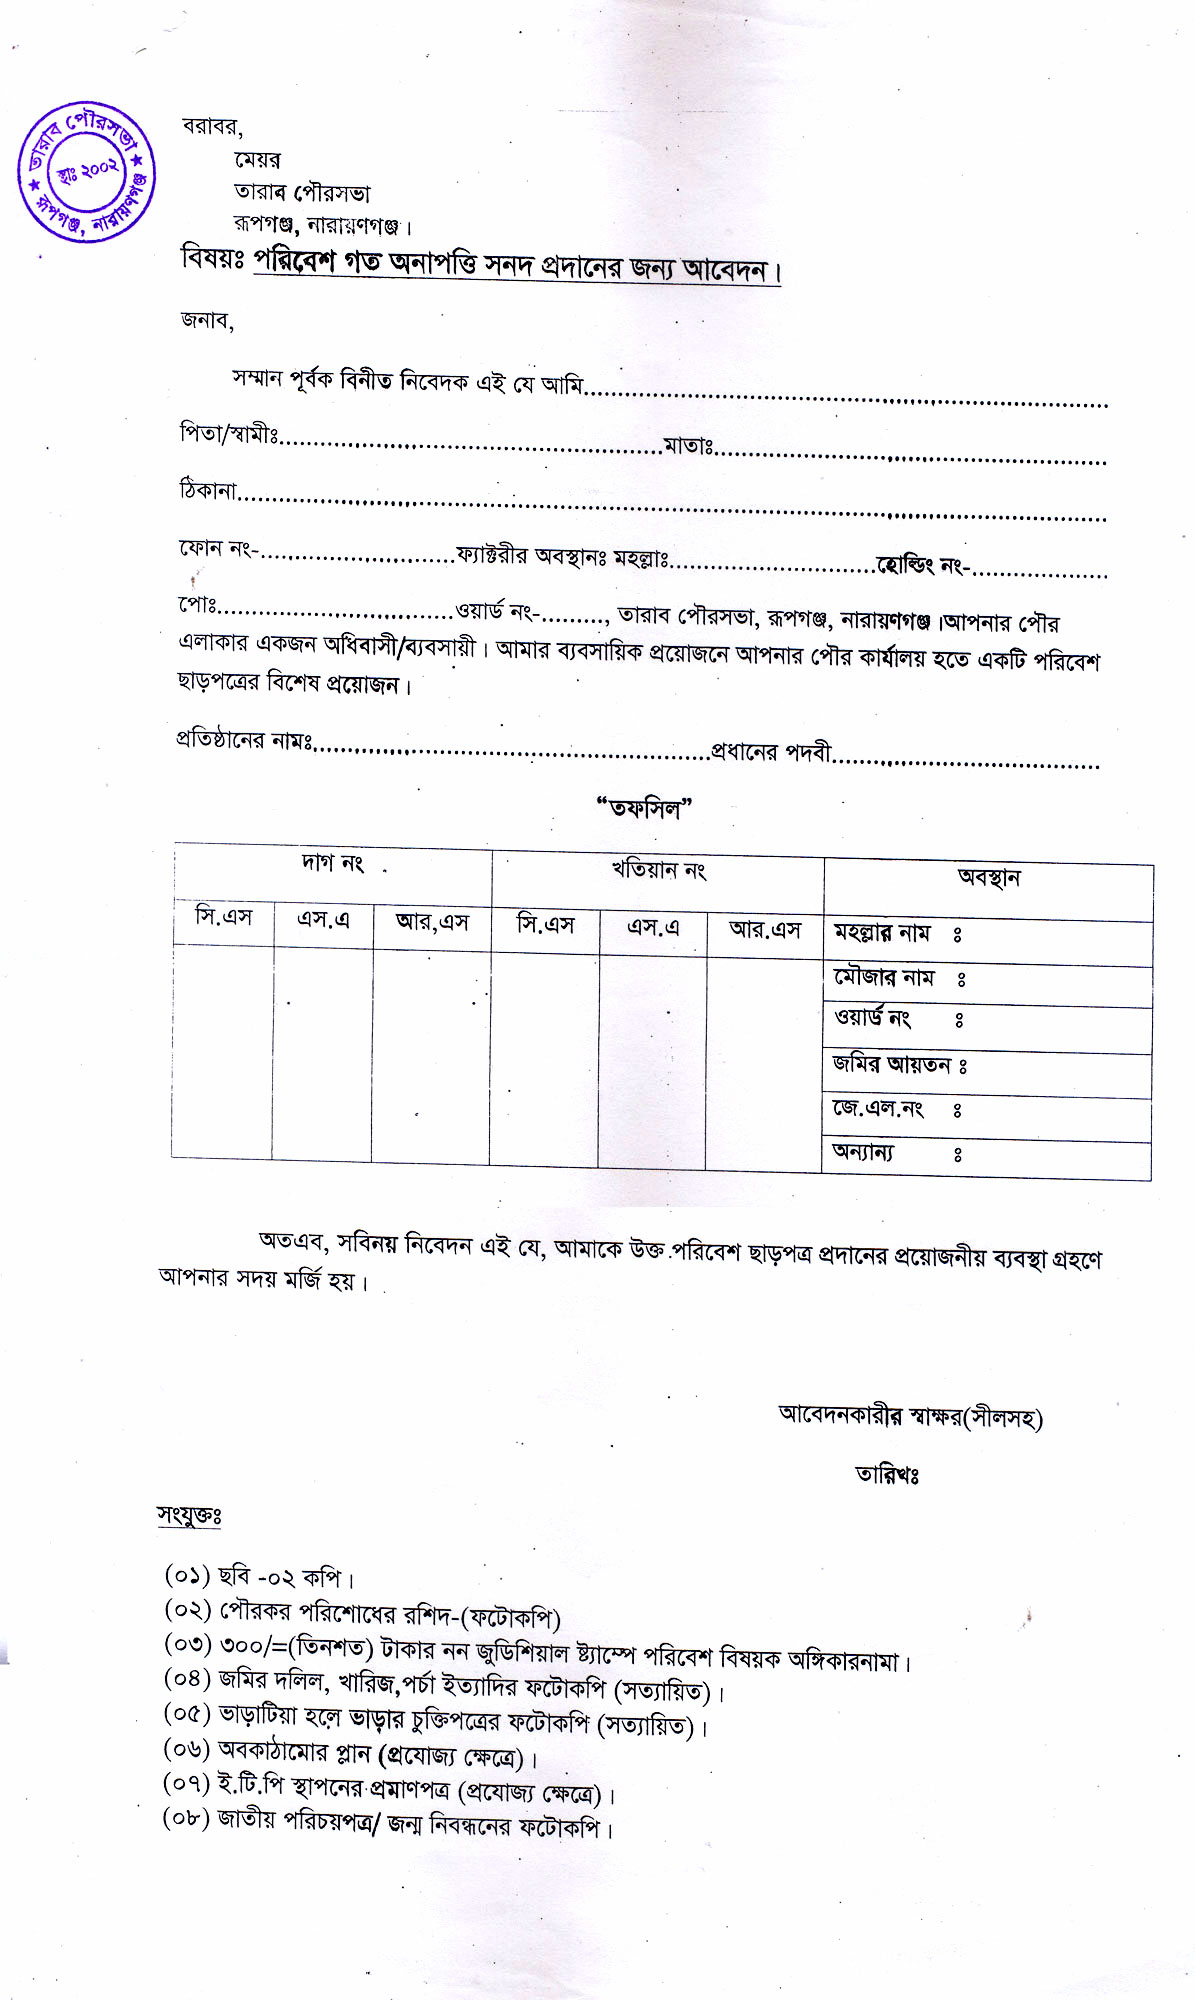 তারাব পৌরসভা
স্থাঃ ২০০২
রূপগঞ্জ, নারায়ণগঞ্জ
বরাবর,
মেয়র
তারাব পৌরসভা
রূপগঞ্জ, নারায়ণগঞ্জ।
বিষয়ঃ পরিবেশ গত অনাপত্তি সনদ প্রদানের জন্য আবেদন।
জনাব,
সম্মান পূর্বক বিনীত নিবেদক এই যে আমি..............................
পিতা/স্বামীঃ..............................মাতাঃ..............................
ঠিকানা..............................
ফোন নং-....................ফ্যাক্টরীর অবস্থানঃ মহল্লাঃ....................হোল্ডিং নং-....................
পোঃ....................ওয়ার্ড নং-.........., তারাব পৌরসভা, রূপগঞ্জ, নারায়ণগঞ্জ।আপনার পৌর
এলাকার একজন অধিবাসী/ব্যবসায়ী। আমার ব্যবসায়িক প্রয়োজনে আপনার পৌর কার্যালয় হতে একটি পরিবেশ
ছাড়পত্রের বিশেষ প্রয়োজন।
প্রতিষ্ঠানের নামঃ..............................প্রধানের পদবী..............................
“তফসিল”
দাগ নং খতিয়ান নং অবস্থান
সি.এস এস.এ আর,এস সি.এস এস.এ আর.এস মহল্লার নাম ঃ
মৌজার নাম ঃ
ওয়ার্ড নং ঃ
জমির আয়তন ঃ
জে.এল.নং ঃ
অন্যান্য ঃ
অতএব, সবিনয় নিবেদন এই যে, আমাকে উক্ত পরিবেশ ছাড়পত্র প্রদানের প্রয়োজনীয় ব্যবস্থা গ্রহণে
আপনার সদয় মর্জি হয়।
আবেদনকারীর স্বাক্ষর(সীলসহ)
তারিখঃ
সংযুক্তঃ
(০১) ছবি -০২ কপি।
(০২) পৌরকর পরিশোধের রশিদ-(ফটোকপি)
(০৩) ৩০০/=(তিনশত) টাকার নন জুডিশিয়াল ষ্ট্যাম্পে পরিবেশ বিষয়ক অঙ্গিকারনামা।
(০৪) জমির দলিল, খারিজ,পর্চা ইত্যাদির ফটোকপি (সত্যায়িত)।
(০৫) ভাড়াটিয়া হলে ভাড়ার চুক্তিপত্রের ফটোকপি (সত্যায়িত)।
(০৬) অবকাঠামোর প্লান (প্রযোজ্য ক্ষেত্রে)।
(০৭) ই.টি.পি স্থাপনের প্রমাণপত্র (প্রযোজ্য ক্ষেত্রে)।
(০৮) জাতীয় পরিচয়পত্র/ জন্ম নিবন্ধনের ফটোকপি।